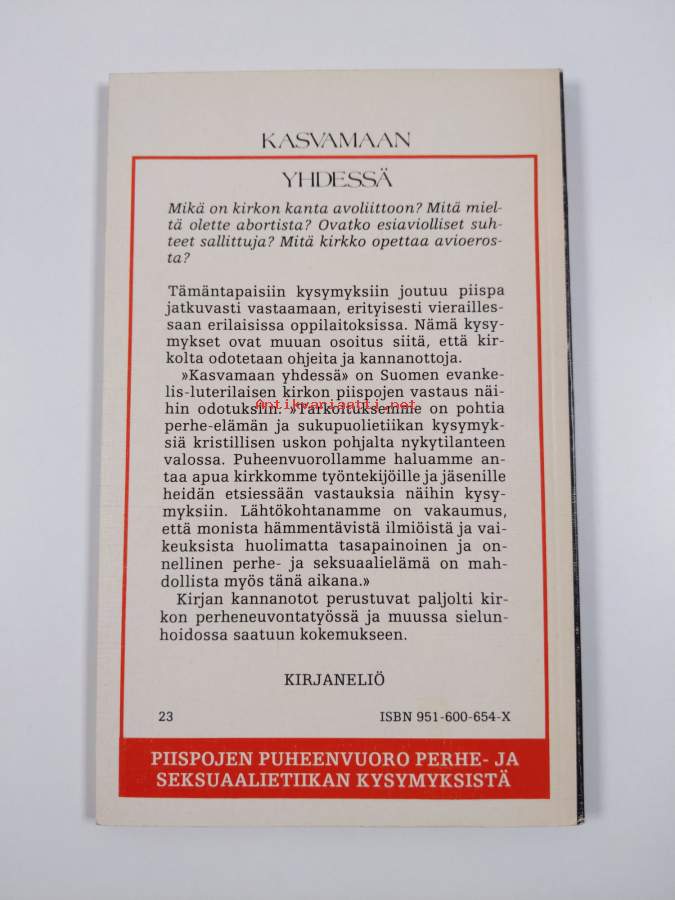 KASVAMAAN
YHDESSÄ
Mikä on kirkon kanta avoliittoon? Mitä miel-
tä olette abortista? Ovatko esiaviolliset suh-
teet sallittuja? Mitä kirkko opettaa avioeros-
ta?
Tämäntapaisiin kysymyksiin joutuu piispa
jatkuvasti vastaamaan, erityisesti vieraillessaan
saan erilaisissa oppilaitoksissa. Nämä kysy-
mykset ovat muuan osoitus siitä, että kir-
kolta odotetaan ohjeita ja kannanottoja.
»Kasvamaan yhdessä» on Suomen evanke-
lis-luterilaisen kirkon piispojen vastaus näi-
hin odotuksiin. »Tarkoituksemme on pohtia
Antikvariaatti.net
perhe-elämän ja sukupuolietiikan kysymyk-
siä kristillisen uskon pohjalta nykytilanteen
valossa. Puheenvuorollamme haluamme an-
taa apua kirkkomme työntekijöille ja jäsenille
heidän etsiessään vastauksia näihin kysy-
myksiin. Lähtökohtanamme on vakaumus,
että monista hämmentävistä ilmiöistä ja vai-
keuksista huolimatta tasapainoinen ja on-
nellinen perhe- ja seksuaalielämä on mah-
dollista myös tänä aikana.»
Kirjan kannanotot perustuvat paljolti kir-
kon perheneuvontatyössä ja muussa sielun-
hoidossa saatuun kokemukseen.
KIRJANELIÖ
23 ISBN 951-600-654-X
PIISPOJEN PUHEENVUORO PERHE- JA
SEKSUAALIETIIKAN KYSYMYKSISTÄ